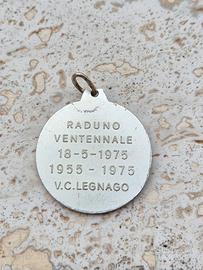 RADUNO
VENTENNALE
18-5-1975
1955-1975
V.C. LEGNAGO